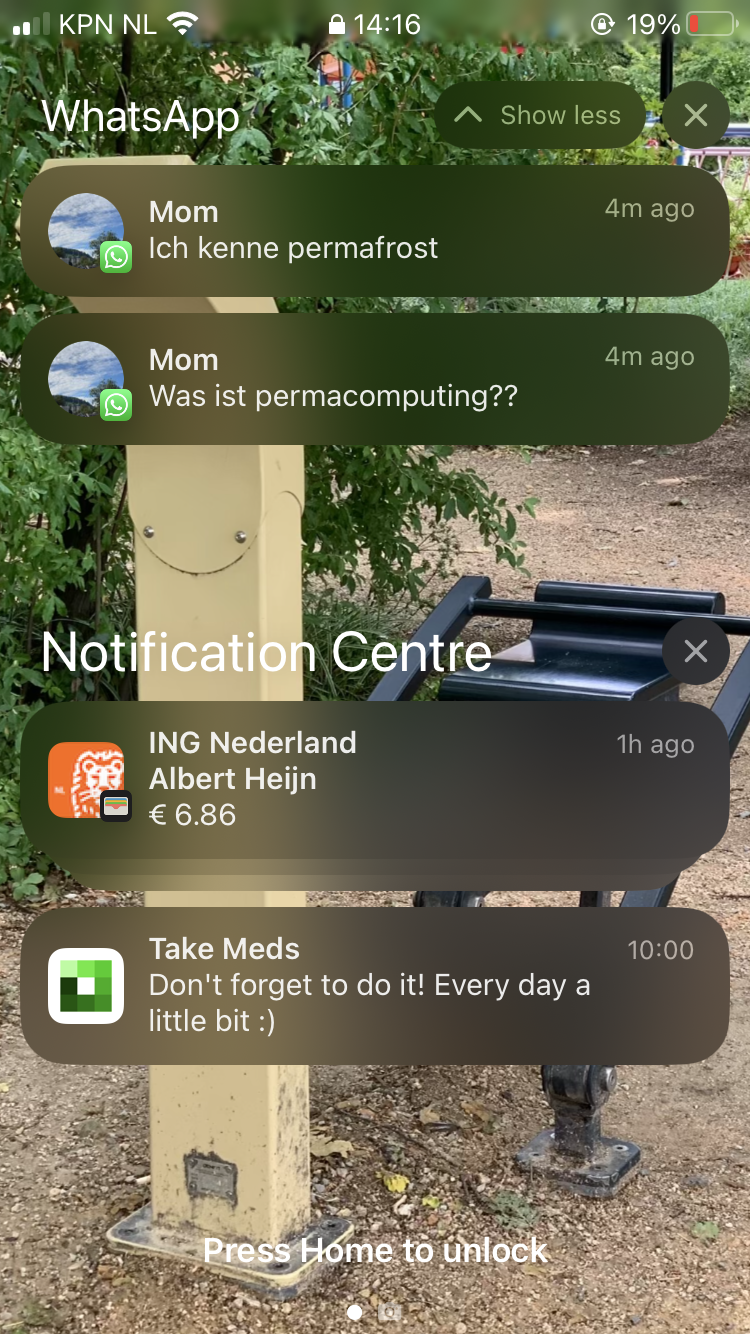 KPN NL 14:16 19%
WhatsApp Show less
Mom 4m ago
Ich kenne permafrost
Mom 4m ago
Was ist permacomputing??
Notification Centre
ING Nederland 1h ago
Albert Heijn
€ 6.86
NL
Take Meds 10:00
Don't forget to do it! Every day a
little bit :)
Press Home to unlock